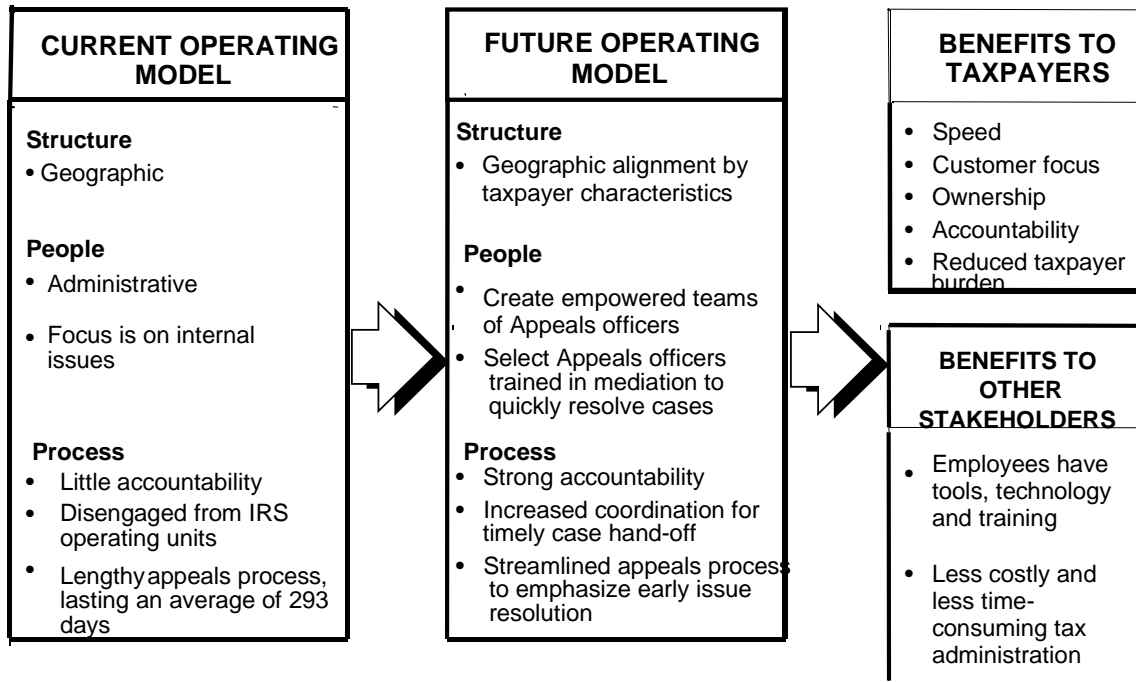 CURRENT OPERATING
MODEL
Structure
• Geographic
People
• Administrative
• Focus is on internal
issues
Process
• Little accountability
• Disengaged from IRS
operating units
• Lengthy appeals process,
lasting an average of 293
days
FUTURE OPERATING
MODEL
Structure
• Geographic alignment by
taxpayer characteristics
People
• Create empowered teams
of Appeals officers
• Select Appeals officers
trained in mediation to
quickly resolve cases
Process
• Strong accountability
• Increased coordination for
timely case hand-off
• Streamlined appeals process
to emphasize early issue
resolution
BENEFITS TO
TAXPAYERS
• Speed
• Customer focus
• Ownership
• Accountability
• Reduced taxpayer
burden
BENEFITS TO
OTHER
STAKEHOLDERS
• Employees have
tools, technology
and training
• Less costly and
less time-
consuming tax
administration